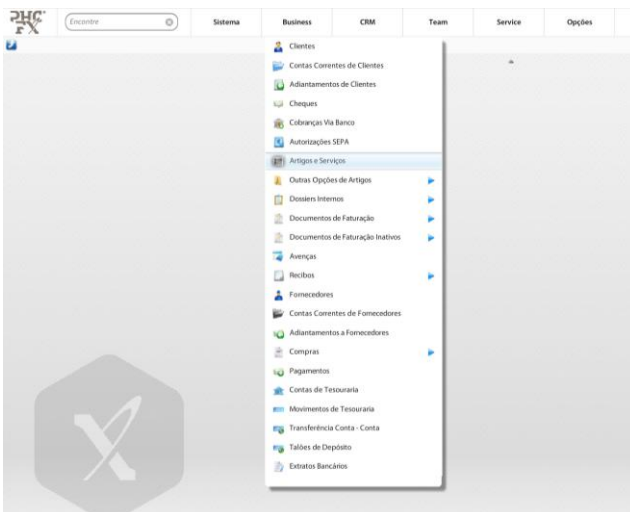 PHC FX
Encontre
Sistema
Business
CRM
Team
Service
Opções
Clientes
Contas Correntes de Clientes
Adiantamentos de Clientes
Cheques
Cobranças Via Banco
Autorizações SEPA
Artigos e Serviços
Outras Opções de Artigos
Dossiers Internos
Documentos de Faturação
Documentos de Faturação Inativos
Avenças
Recibos
Fornecedores
Contas Correntes de Fornecedores
Adiantamentos a Fornecedores
Compras
Pagamentos
Contas de Tesouraria
Movimentos de Tesouraria
Transferência Conta - Conta
Talões de Depósito
Extratos Bancários